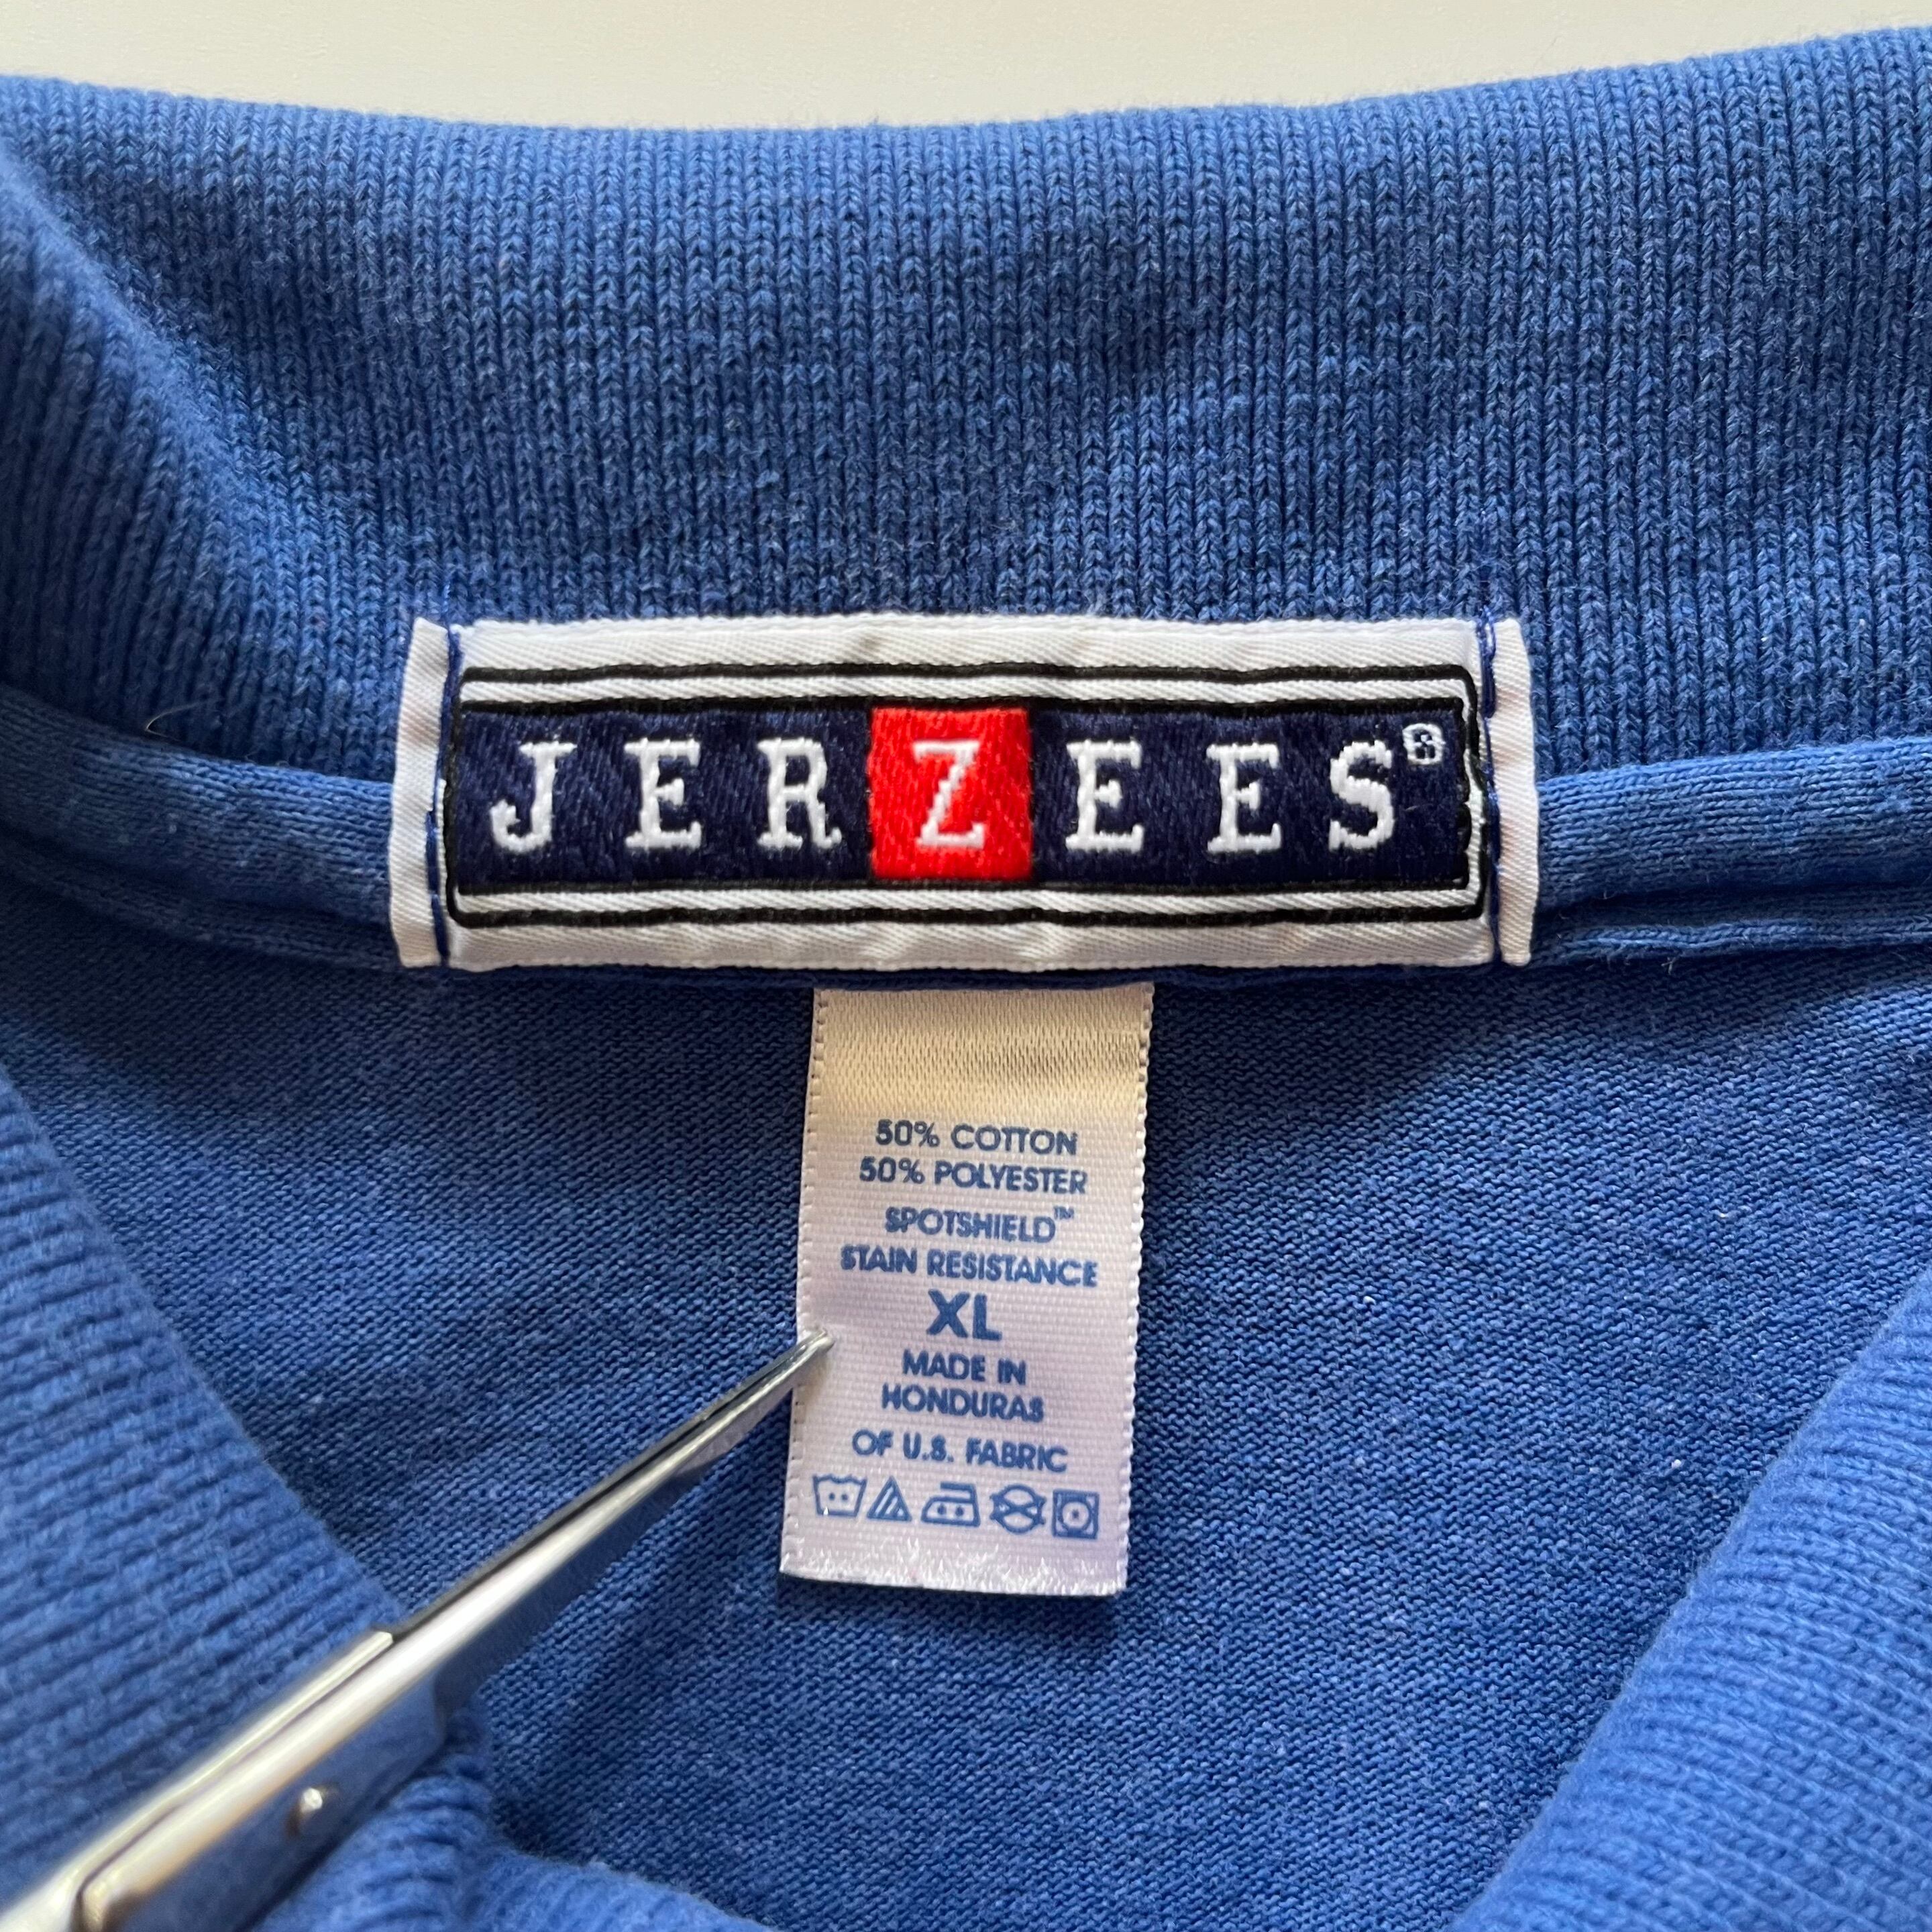 JERZEES®
50% COTTON
50% POLYESTER
SPOTSHIELD™
STAIN RESISTANCE
XL
MADE IN
HONDURAS
OF U.S. FABRIC